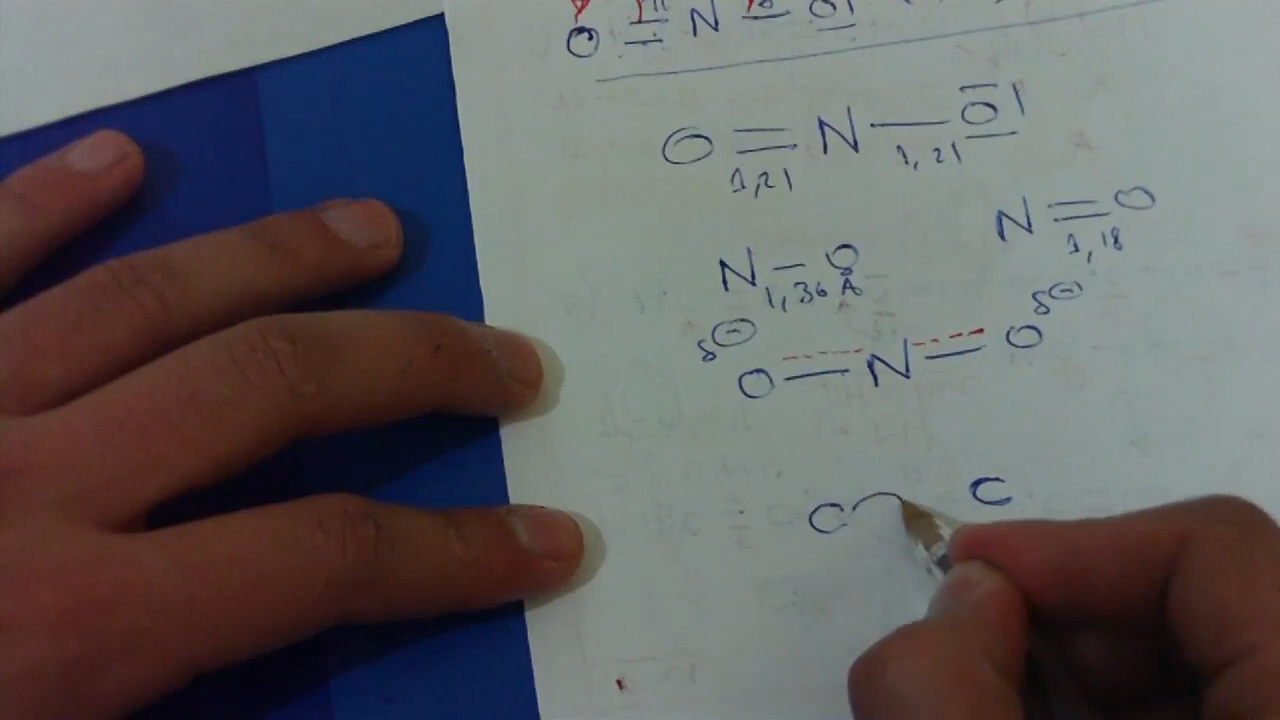 O = N — O
O = N — O|
1,21 1,21
N = O
1,18
N — O
1,36 Å
δ⊖ O — N — O δ⊖
C C